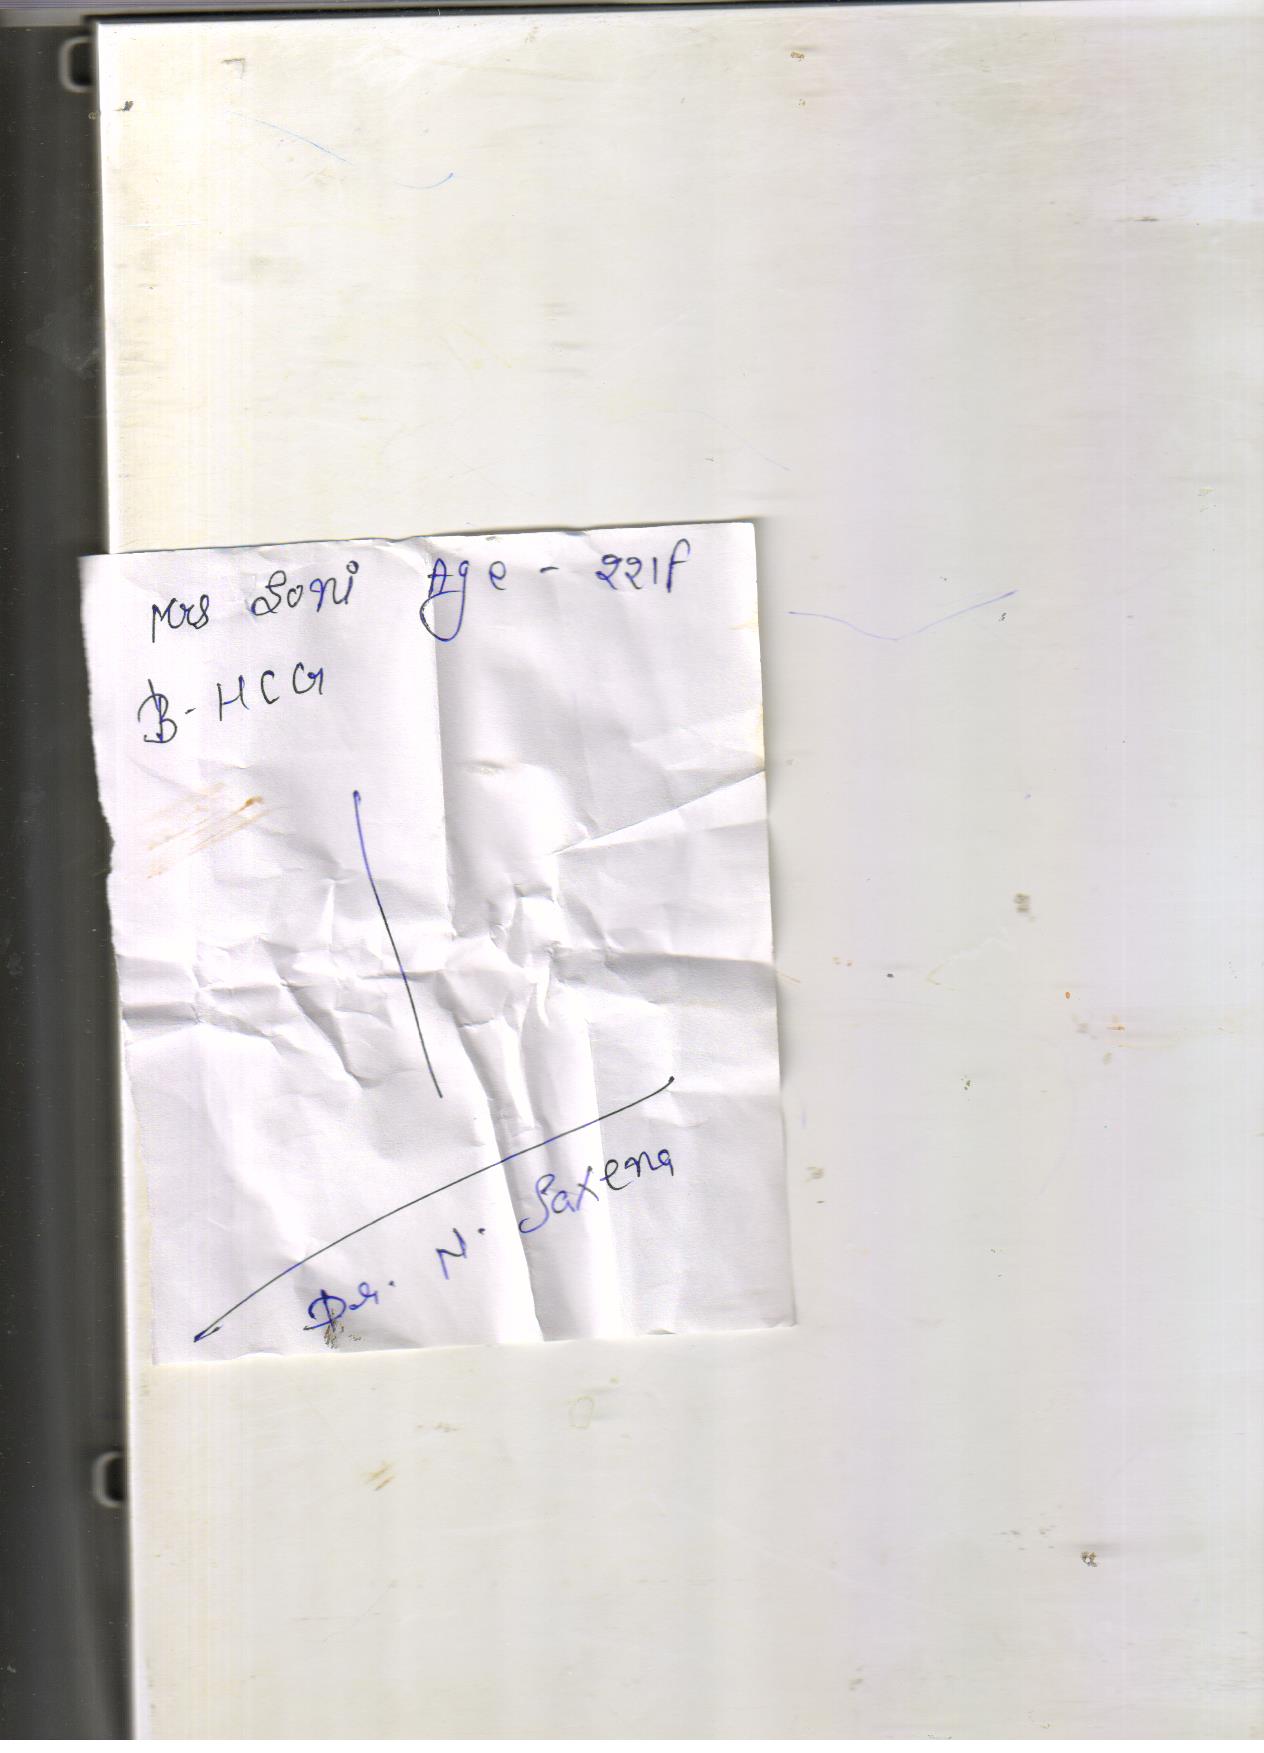 Mrs Soni Age - 22/F
B-HCG
Dr. N. Saxena